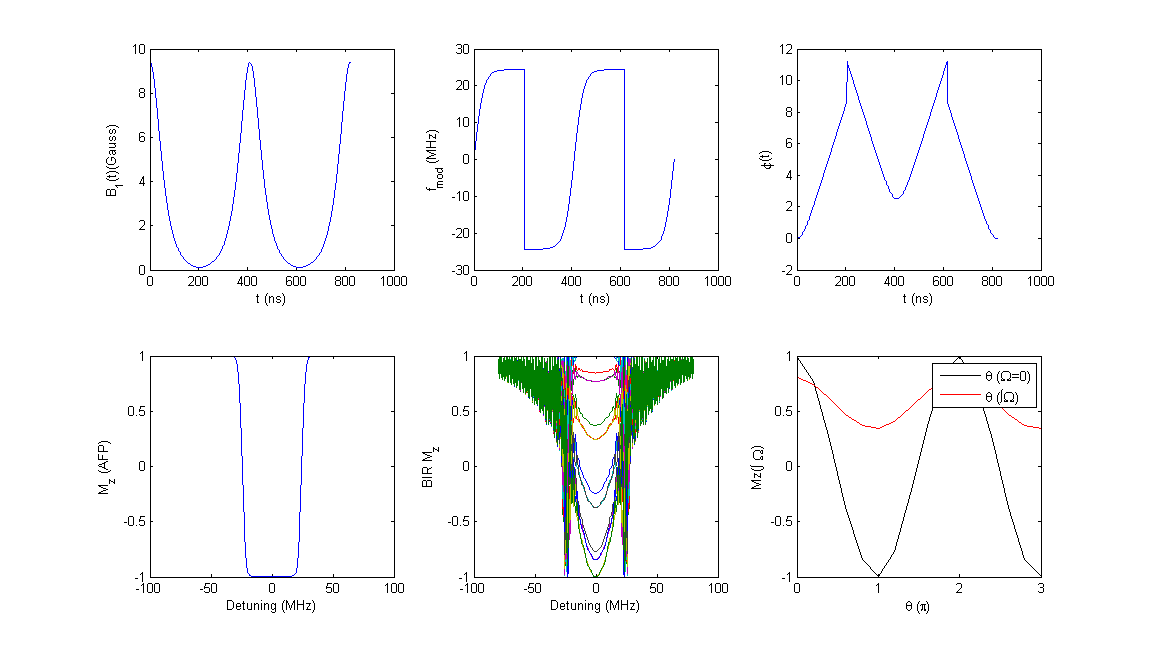 10
8
6
4
2
0
0 200 400 600 800 1000
t (ns)
B1(t)(Gauss)
30
20
10
0
-10
-20
-30
0 200 400 600 800 1000
t (ns)
fmod (MHz)
12
10
8
6
4
2
0
-2
0 200 400 600 800 1000
t (ns)
ϕ(t)
1
0.5
0
-0.5
-1
-100 -50 0 50 100
Detuning (MHz)
Mz (AFP)
1
0.5
0
-0.5
-1
-100 -50 0 50 100
Detuning (MHz)
BIR Mz
1
0.5
0
-0.5
-1
0 1 2 3
θ (π)
Mz(∫ Ω)
θ (Ω=0)
θ (∫Ω)